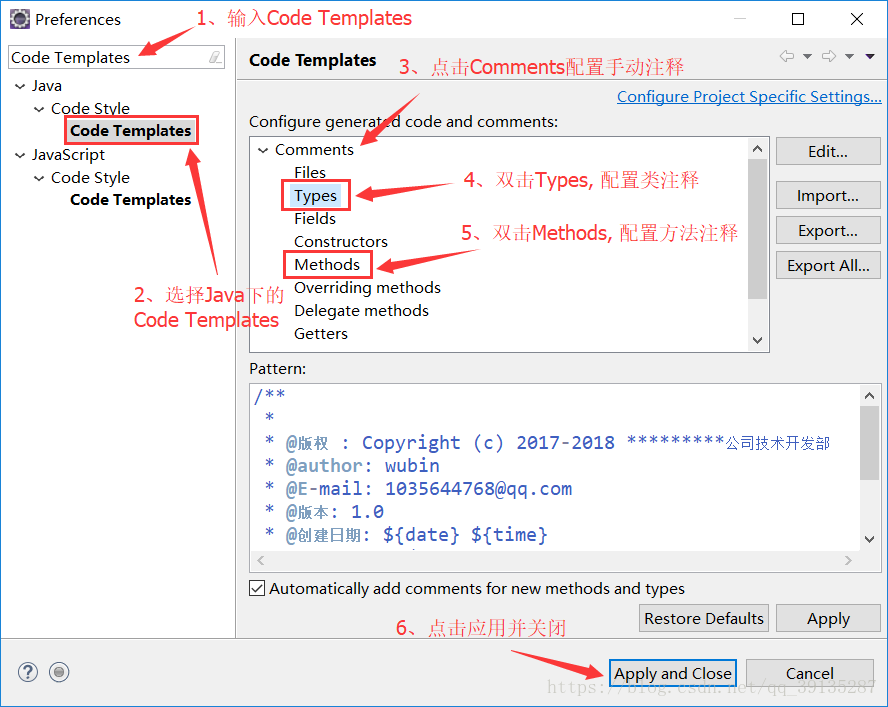 Preferences
1、输入Code Templates
Code Templates
Java
Code Style
Code Templates
JavaScript
Code Style
Code Templates
2、选择Java下的
Code Templates
Code Templates
3、点击Comments配置手动注释
Configure Project Specific Settings...
Configure generated code and comments:
Comments
Files
Types
Fields
Constructors
Methods
Overriding methods
Delegate methods
Getters
4、双击Types, 配置类注释
5、双击Methods, 配置方法注释
Edit...
Import...
Export...
Export All...
Pattern:
/**
*
* @版权 : Copyright (c) 2017-2018 *********公司技术开发部
* @author: wubin
* @E-mail: 1035644768@qq.com
* @版本: 1.0
* @创建日期: ${date} ${time}
Automatically add comments for new methods and types
Restore Defaults
Apply
6、点击应用并关闭
?
Apply and Close
Cancel
https://blog.csdn.net/qq_39135287